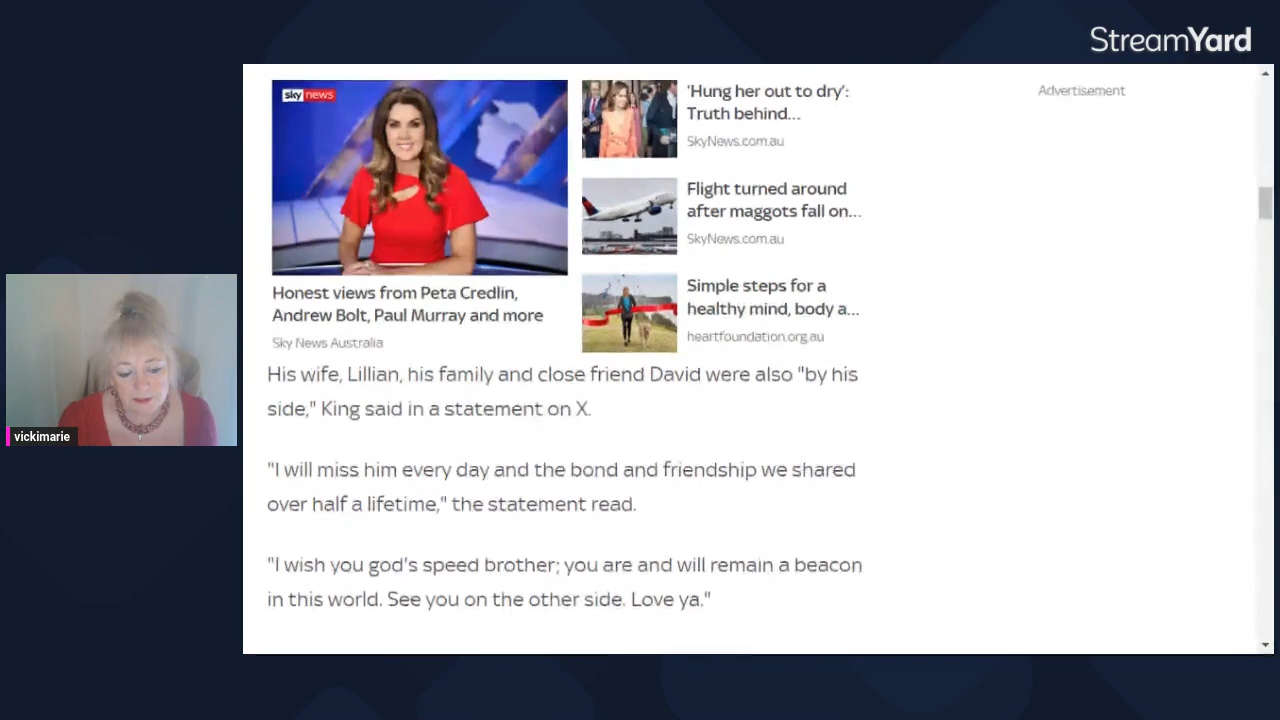 StreamYard
sky news
'Hung her out to dry':
Truth behind...
SkyNews.com.au
Advertisement
Flight turned around
after maggots fall on...
SkyNews.com.au
Simple steps for a
healthy mind, body a...
heartfoundation.org.au
Honest views from Peta Credlin,
Andrew Bolt, Paul Murray and more
Sky News Australia
His wife, Lillian, his family and close friend David were also "by his
side," King said in a statement on X.
"I will miss him every day and the bond and friendship we shared
over half a lifetime," the statement read.
"I wish you god's speed brother; you are and will remain a beacon
in this world. See you on the other side. Love ya."
vickimarie